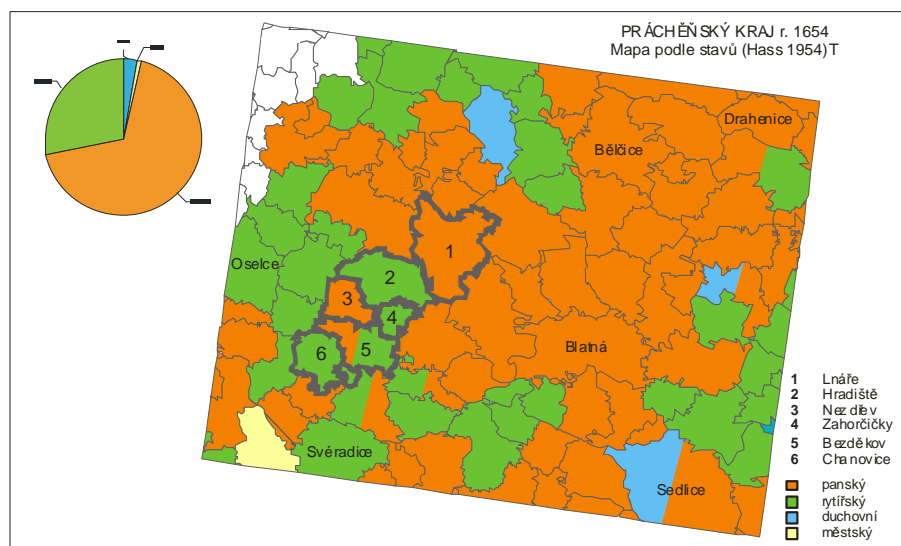 PRÁCHĚŇSKÝ KRAJ r. 1654
Mapa podle stavů (Hass 1954)T
Drahenice
Bělčice
1
Oselce
2
3
4
5
6
Blatná
Svéradice
Sedlice
1 Lnáře
2 Hradiště
3 Nezdřev
4 Zahorčičky
5 Bezděkov
6 Chanovice
panský
rytířský
duchovní
městský